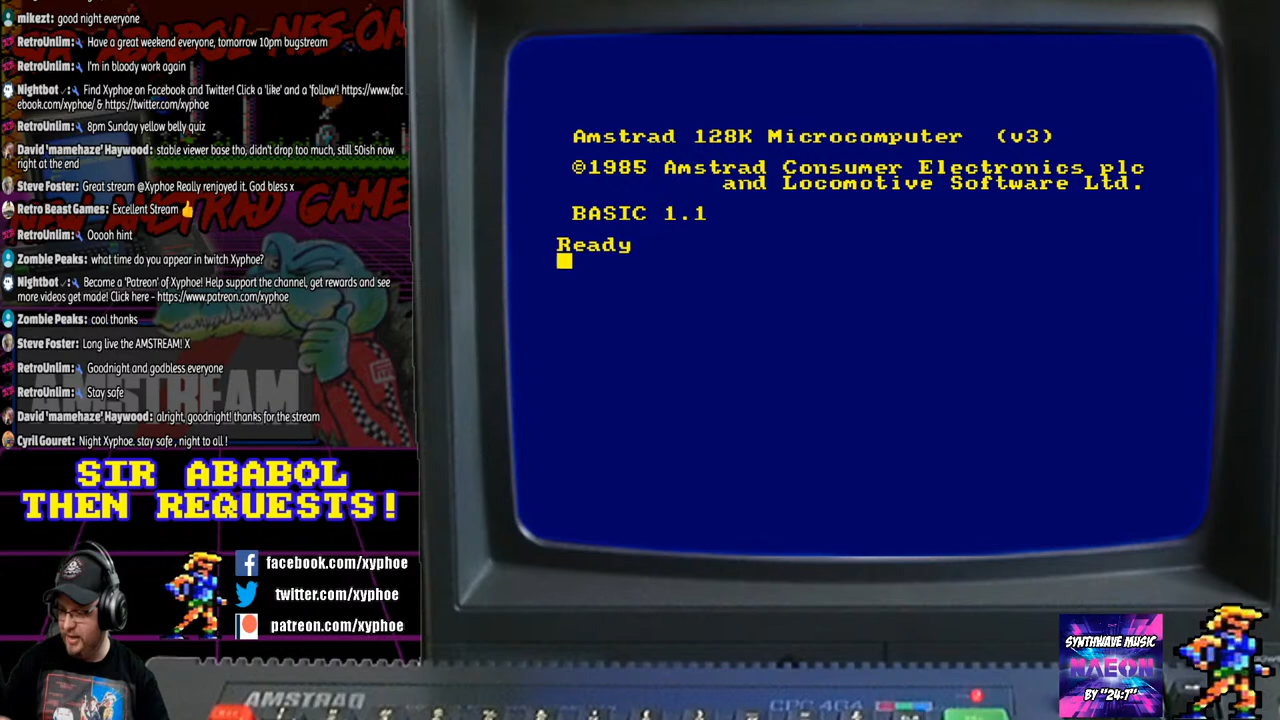 mikezt: good night everyone
RetroUnlim: Have a great weekend everyone, tomorrow 10pm bugstream
RetroUnlim: I'm in bloody work again
Nightbot: Find Xyphoe on Facebook and Twitter! Click a 'like' and a 'follow'! https://www.fac
ebook.com/xyphoe/ & https://twitter.com/xyphoe
RetroUnlim: 8pm Sunday yellow belly quiz
David 'mamehaze' Haywood: stable viewer base tho, didn't drop too much, still 50ish now
right at the end
Steve Foster: Great stream @Xyphoe Really renjoyed it. God bless x
Retro Beast Games: Excellent Stream 👍
RetroUnlim: Ooooh hint
Zombie Peaks: what time do you appear in twitch Xyphoe?
Nightbot: Become a 'Patreon' of Xyphoe! Help support the channel, get rewards and see
more videos get made! Click here - https://www.patreon.com/xyphoe
Zombie Peaks: cool thanks
Steve Foster: Long live the AMSTREAM! X
RetroUnlim: Goodnight and godbless everyone
RetroUnlim: Stay safe
David 'mamehaze' Haywood: alright, goodnight! thanks for the stream
Cyril Gouret: Night Xyphoe. stay safe , night to all !
AMSTREAM
SIR ABABOL
THEN REQUESTS!
facebook.com/xyphoe
twitter.com/xyphoe
patreon.com/xyphoe
Amstrad 128K Microcomputer (v3)
©1985 Amstrad Consumer Electronics plc
and Locomotive Software Ltd.
BASIC 1.1
Ready
SYNTHWAVE MUSIC
NAEON
BY "24:7"
AMSTRAD
CPC 464